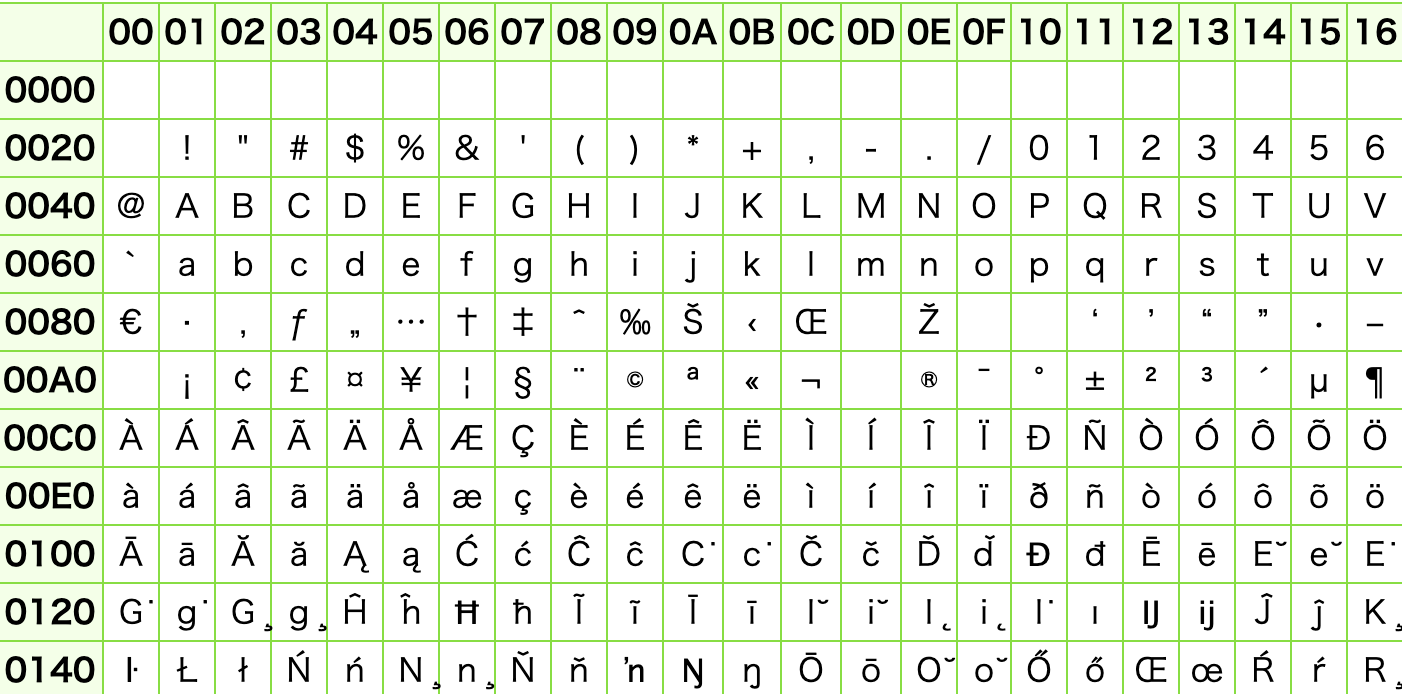 00 01 02 03 04 05 06 07 08 09 0A 0B 0C 0D 0E 0F 10 11 12 13 14 15 16
0000
0020 ! " # $ % & ' ( ) * + , - . / 0 1 2 3 4 5 6
0040 @ A B C D E F G H I J K L M N O P Q R S T U V
0060 ` a b c d e f g h i j k l m n o p q r s t u v
0080 € · ‚ ƒ „ … † ‡ ˆ ‰ Š ‹ Œ Ž ‘ ’ “ ” • –
00A0 ¡ ¢ £ ¤ ¥ ¦ § ¨ © ª « ¬ ® ¯ ° ± ² ³ ´ µ ¶
00C0 À Á Â Ã Ä Å Æ Ç È É Ê Ë Ì Í Î Ï Ð Ñ Ò Ó Ô Õ Ö
00E0 à á â ã ä å æ ç è é ê ë ì í î ï ð ñ ò ó ô õ ö
0100 Ā ā Ă ă Ą ą Ć ć Ĉ ĉ C˙ c˙ Č č Ď ď Đ đ Ē ē E˘ e˘ E˙
0120 G˙ g˙ G¸ g¸ Ĥ ĥ Ħ ħ Ĩ ĩ Ī ī I˘ i˘ I˛ i˛ I˙ ı Ĳ ĳ Ĵ ĵ K¸
0140 ŀ Ł ł Ń ń N¸ n¸ Ň ň ŉ Ŋ ŋ Ō ō O˘ o˘ Ő ő Œ œ Ŕ ŕ R¸